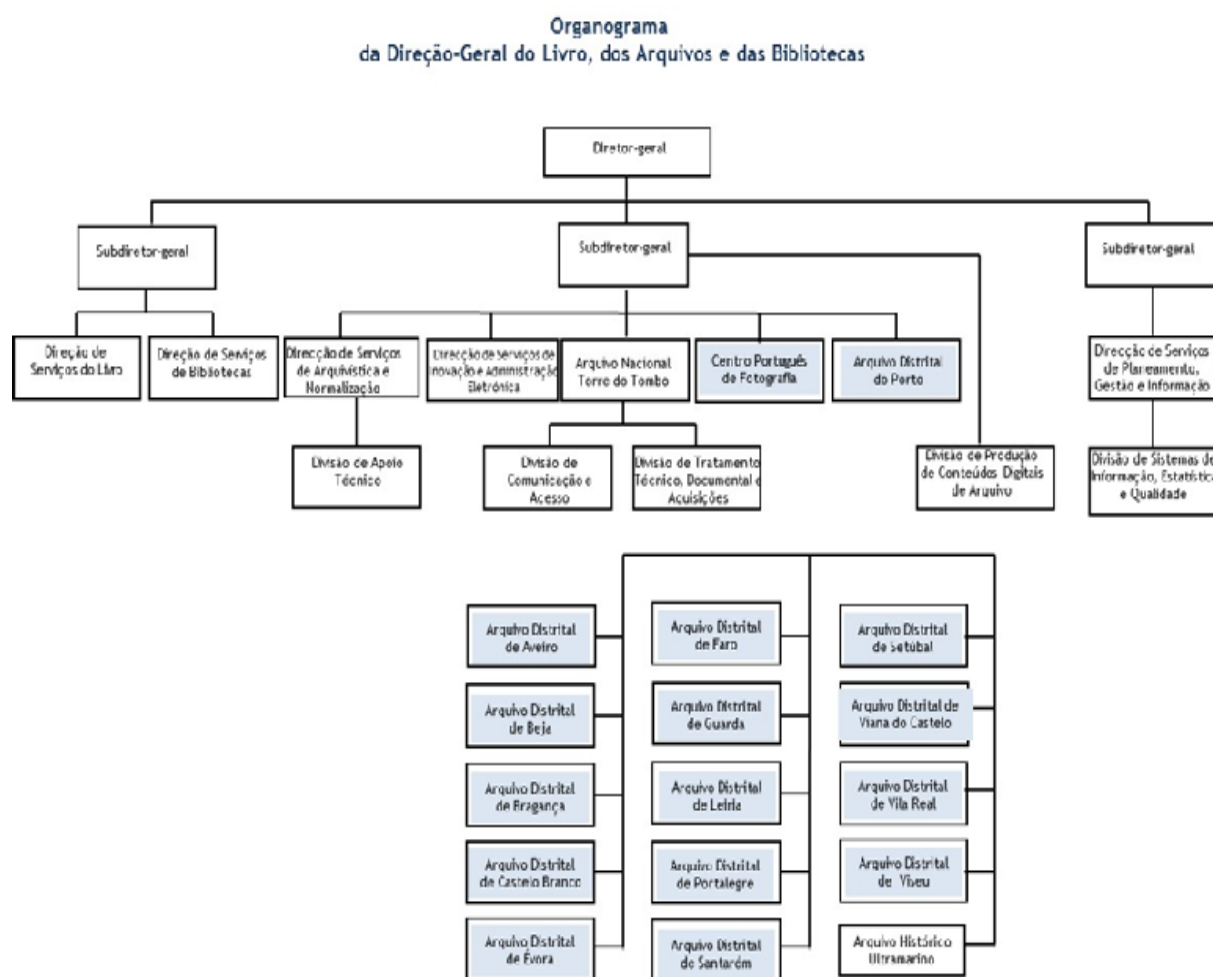 Organograma
da Direção-Geral do Livro, dos Arquivos e das Bibliotecas
Diretor-geral
Subdiretor-geral
Subdiretor-geral
Subdiretor-geral
Direção de
Serviços do Livro
Direção de Serviços
de Bibliotecas
Direcção de Serviços
de Arquivística e
Normalização
Direcção de Serviços de
Inovação e Administração
Eletrónica
Arquivo Nacional
Torre do Tombo
Centro Português
de Fotografia
Arquivo Distrital
do Porto
Direcção de Serviços
de Planeamento,
Gestão e Informação
Divisão de Apoio
Técnico
Divisão de
Comunicação e
Acesso
Divisão de Tratamento
Técnico, Documental e
Aquisições
Divisão de Produção
de Conteúdos Digitais
de Arquivo
Divisão de Sistemas de
Informação, Estatística
e Qualidade
Arquivo Distrital
de Aveiro
Arquivo Distrital
de Faro
Arquivo Distrital
de Setúbal
Arquivo Distrital
de Beja
Arquivo Distrital
de Guarda
Arquivo Distrital de
Viana do Castelo
Arquivo Distrital
de Bragança
Arquivo Distrital
de Leiria
Arquivo Distrital
de Vila Real
Arquivo Distrital
de Castelo Branco
Arquivo Distrital
de Portalegre
Arquivo Distrital
de Viseu
Arquivo Distrital
de Évora
Arquivo Distrital
de Santarém
Arquivo Histórico
Ultramarino